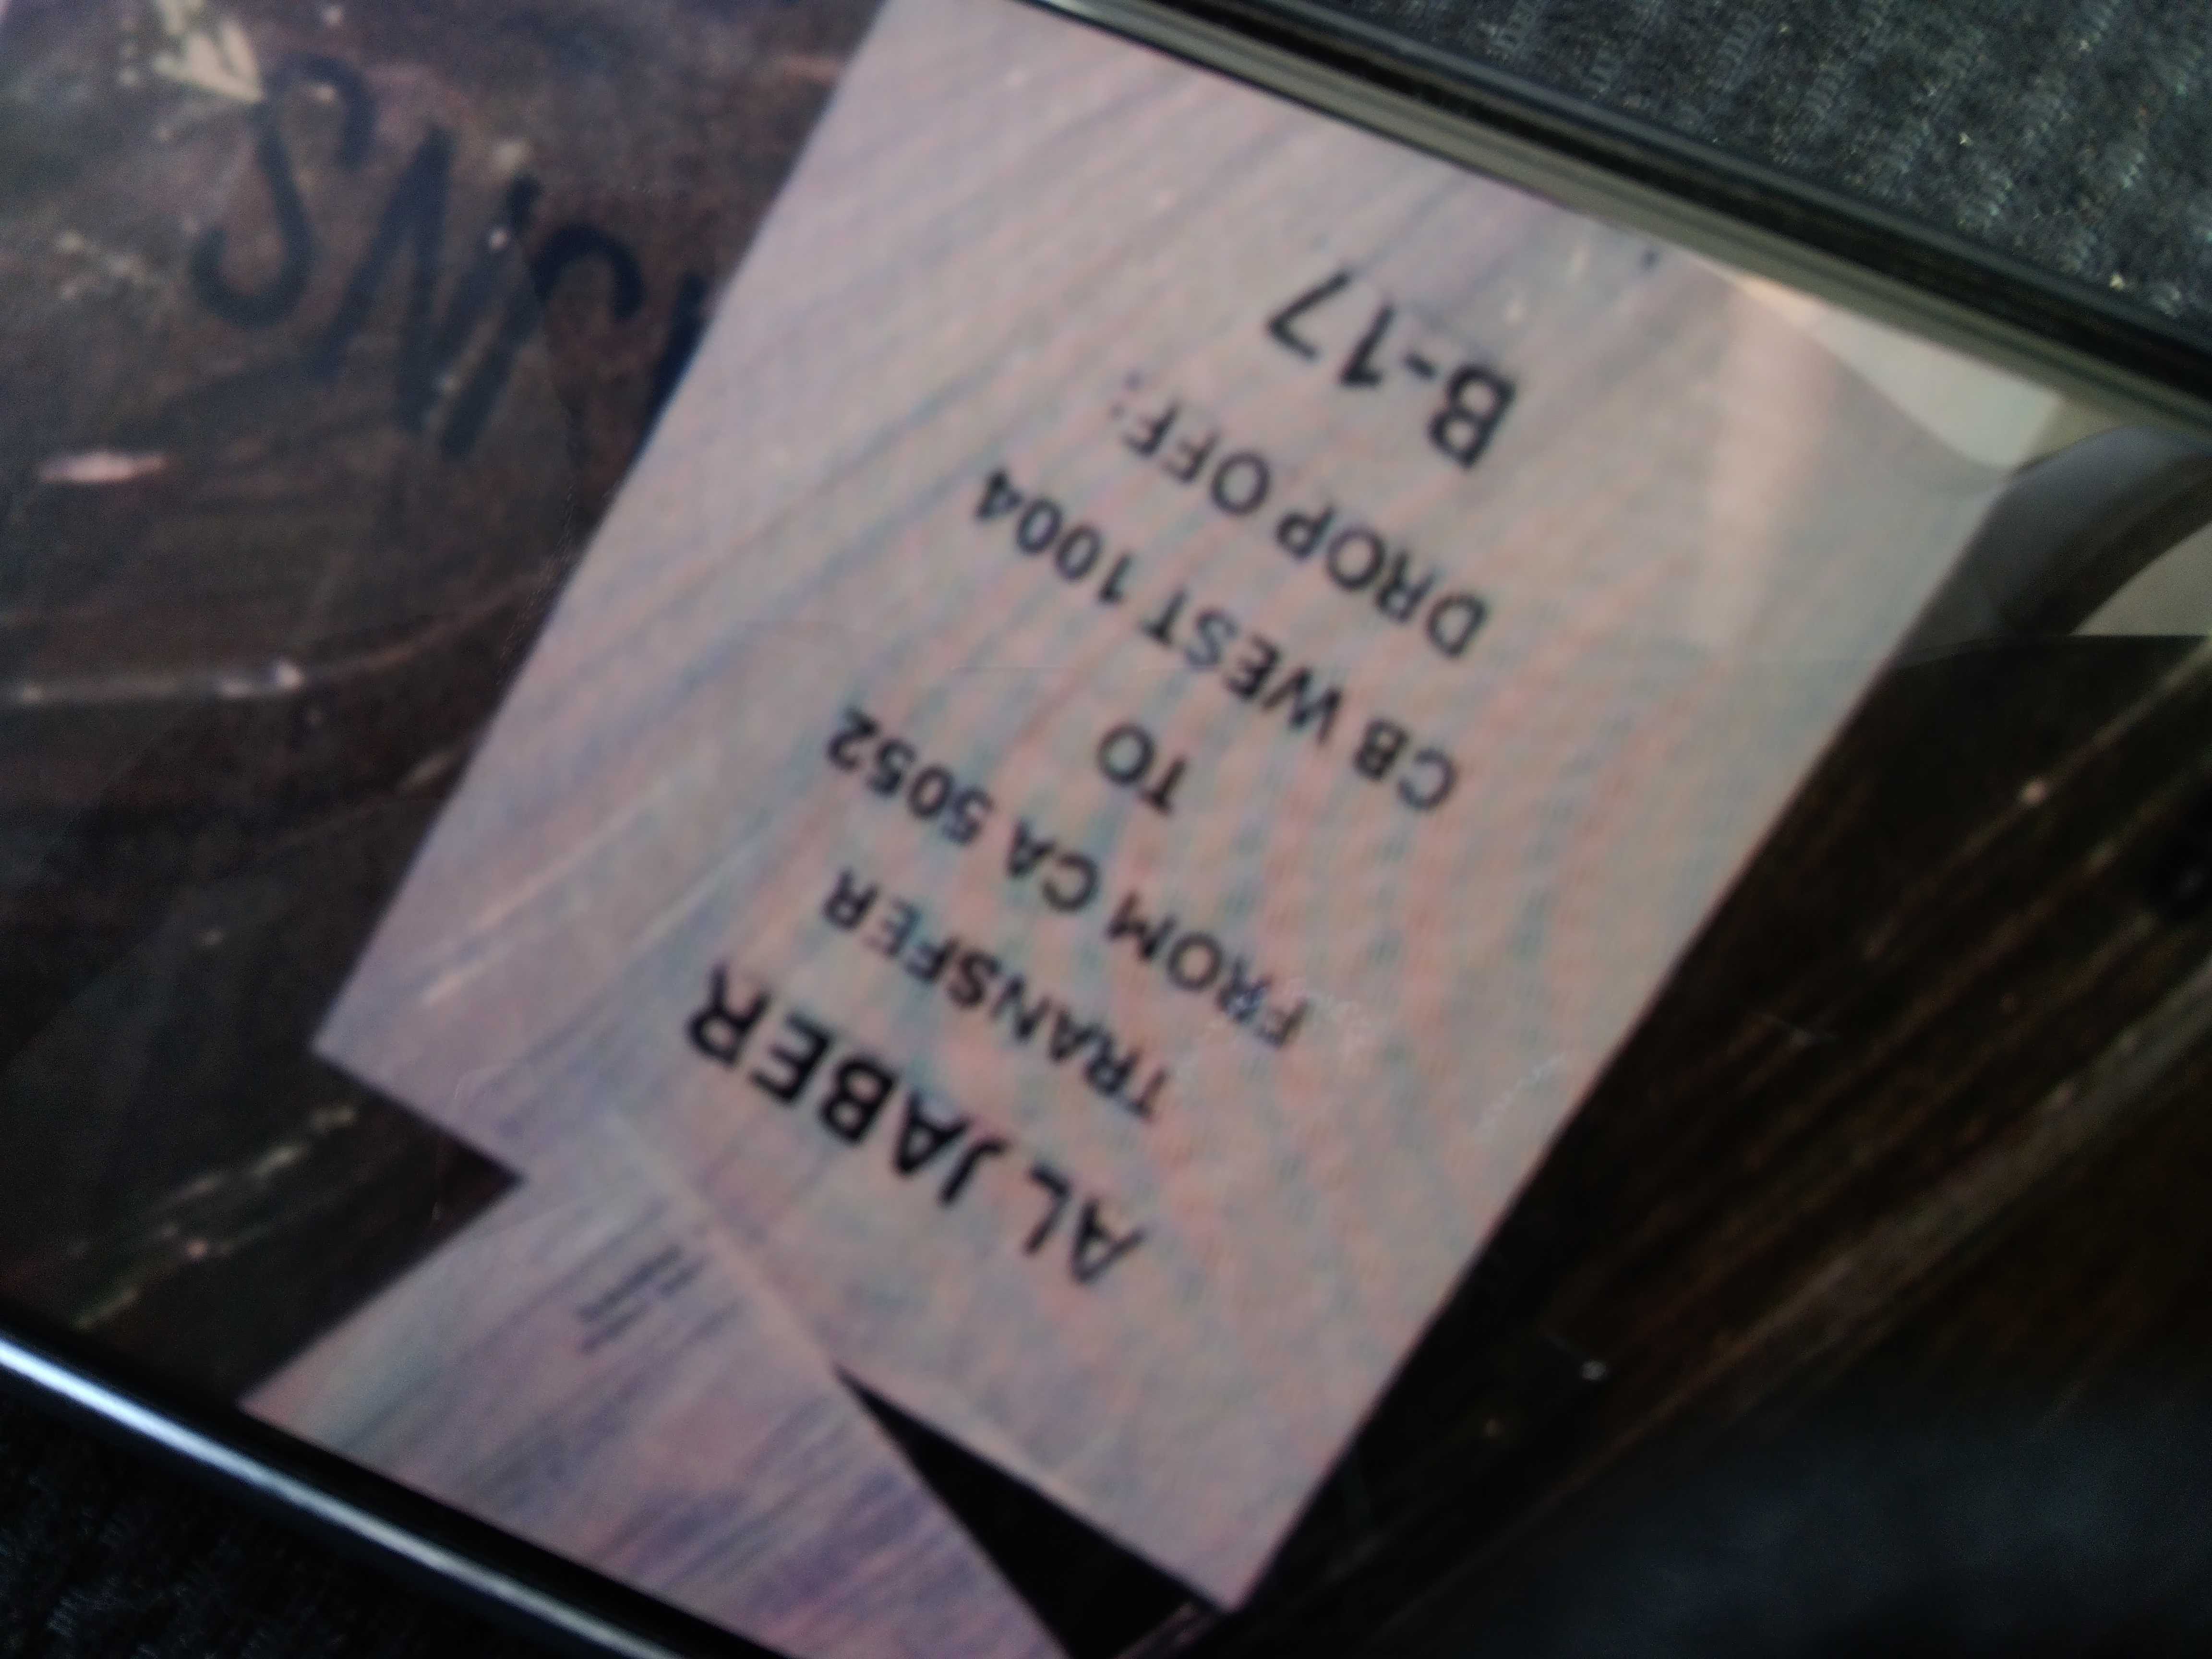 AL JABER
TRANSFER
FROM CA 5052
TO
CB WEST 1004
DROP OFF:
B-17